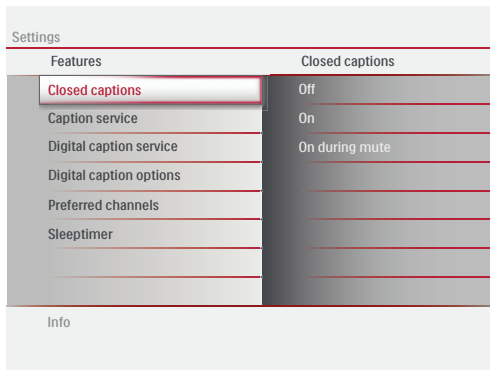 Settings
Features
Closed captions
Closed captions
Off
Caption service
On
Digital caption service
On during mute
Digital caption options
Preferred channels
Sleeptimer
Info